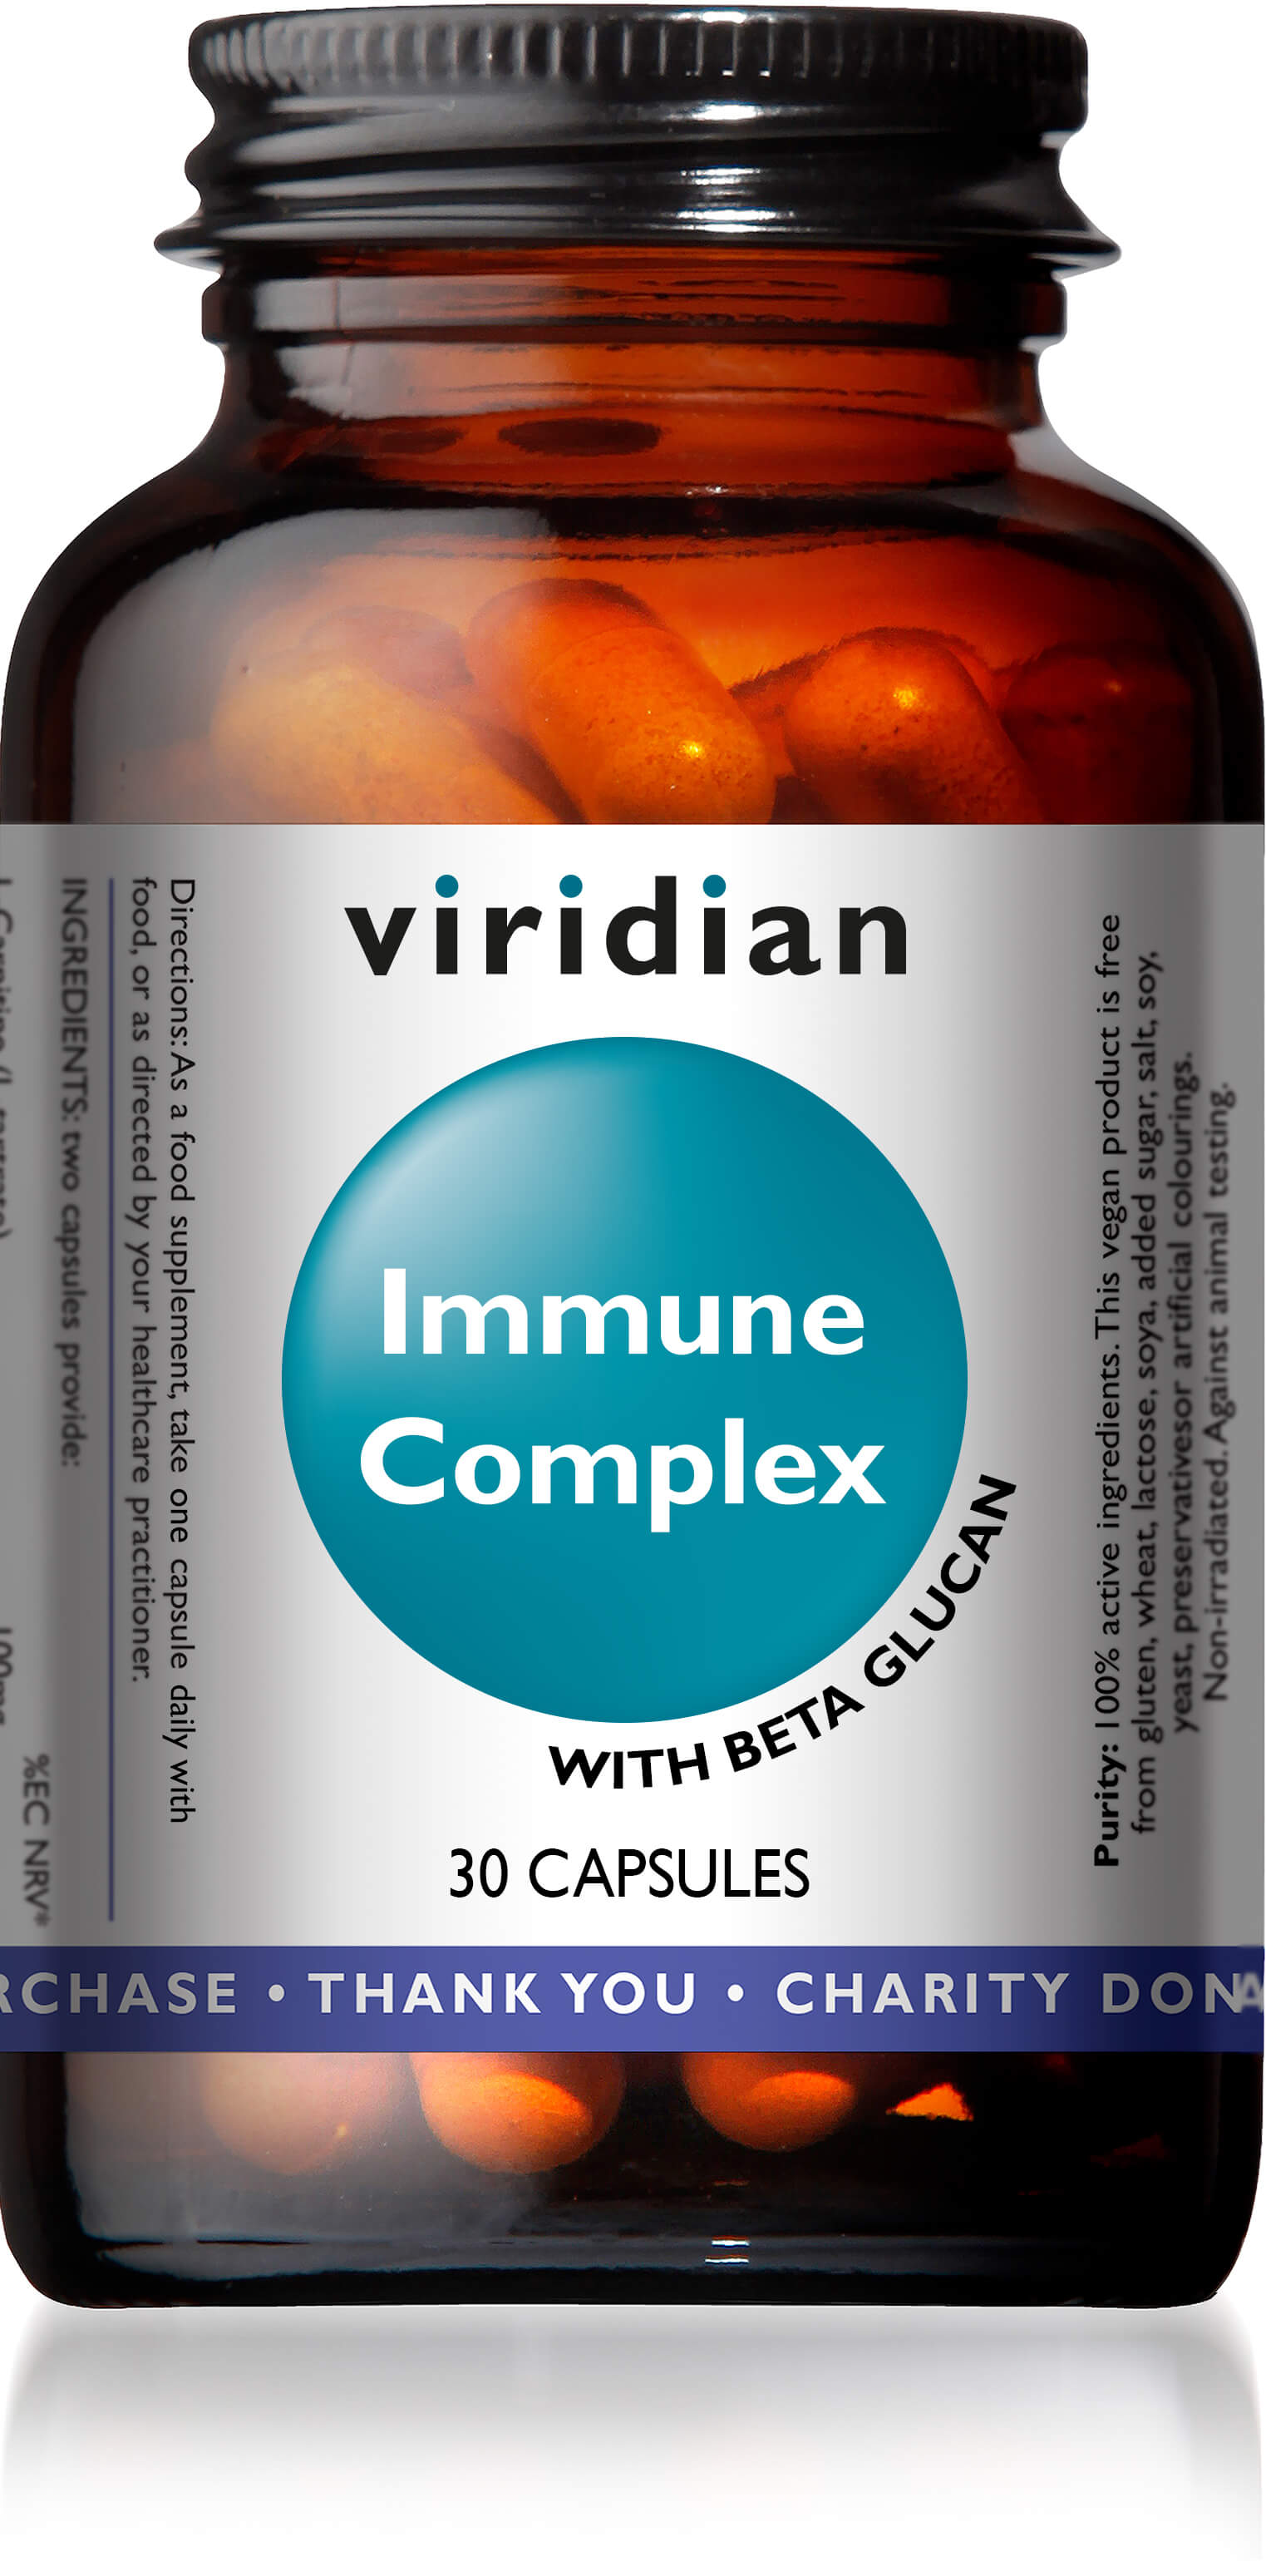 viridian
Immune
Complex
WITH BETA GLUCAN
30 CAPSULES
RCHASE • THANK YOU • CHARITY DONA
Directions: As a food supplement, take one capsule daily with
food, or as directed by your healthcare practitioner.
INGREDIENTS: two capsules provide:
%EC NRV*
Purity: 100% active ingredients. This vegan product is free
from gluten, wheat, lactose, soya, added sugar, salt, soy,
yeast, preservativesor artificial colourings.
Non-irradiated. Against animal testing.